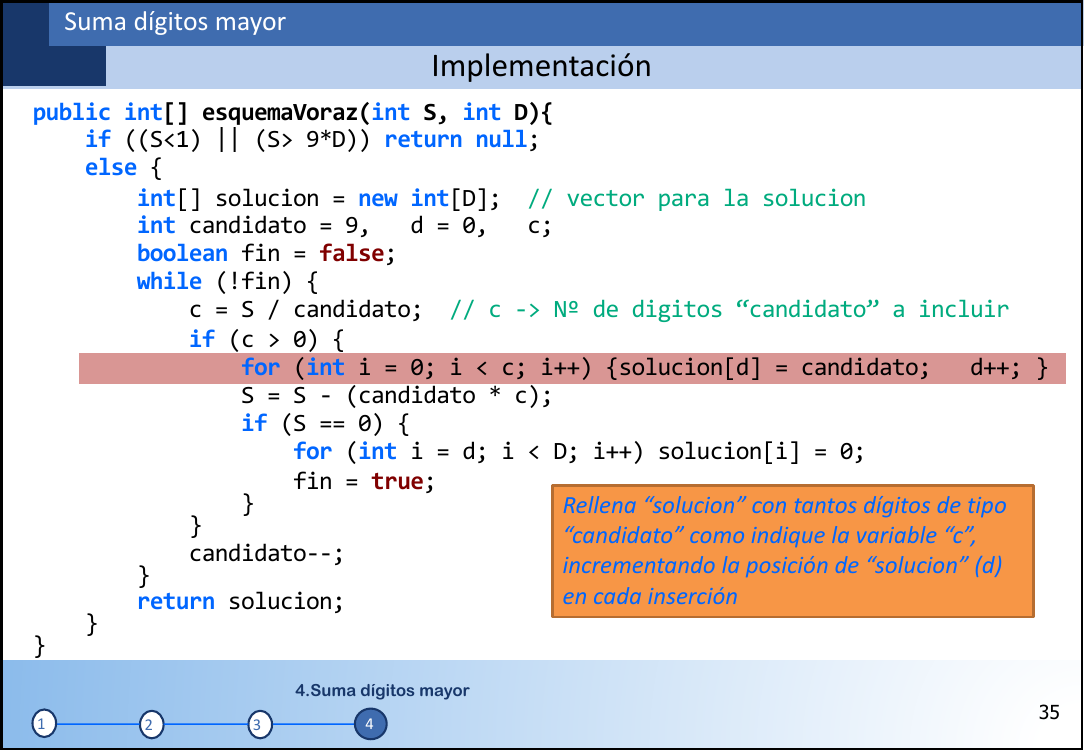 Suma dígitos mayor
Implementación
public int[] esquemaVoraz(int S, int D){
if ((S<1) || (S> 9*D)) return null;
else {
int[] solucion = new int[D];  // vector para la solucion
int candidato = 9,   d = 0,   c;
boolean fin = false;
while (!fin) {
c = S / candidato;  // c -> Nº de digitos “candidato” a incluir
if (c > 0) {
for (int i = 0; i < c; i++) {solucion[d] = candidato;   d++; }
S = S - (candidato * c);
if (S == 0) {
for (int i = d; i < D; i++) solucion[i] = 0;
fin = true;
}
}
candidato--;
}
return solucion;
}
}
Rellena “solucion” con tantos dígitos de tipo
“candidato” como indique la variable “c”,
incrementando la posición de “solucion” (d)
en cada inserción
4.Suma dígitos mayor
1 2 3 4
35